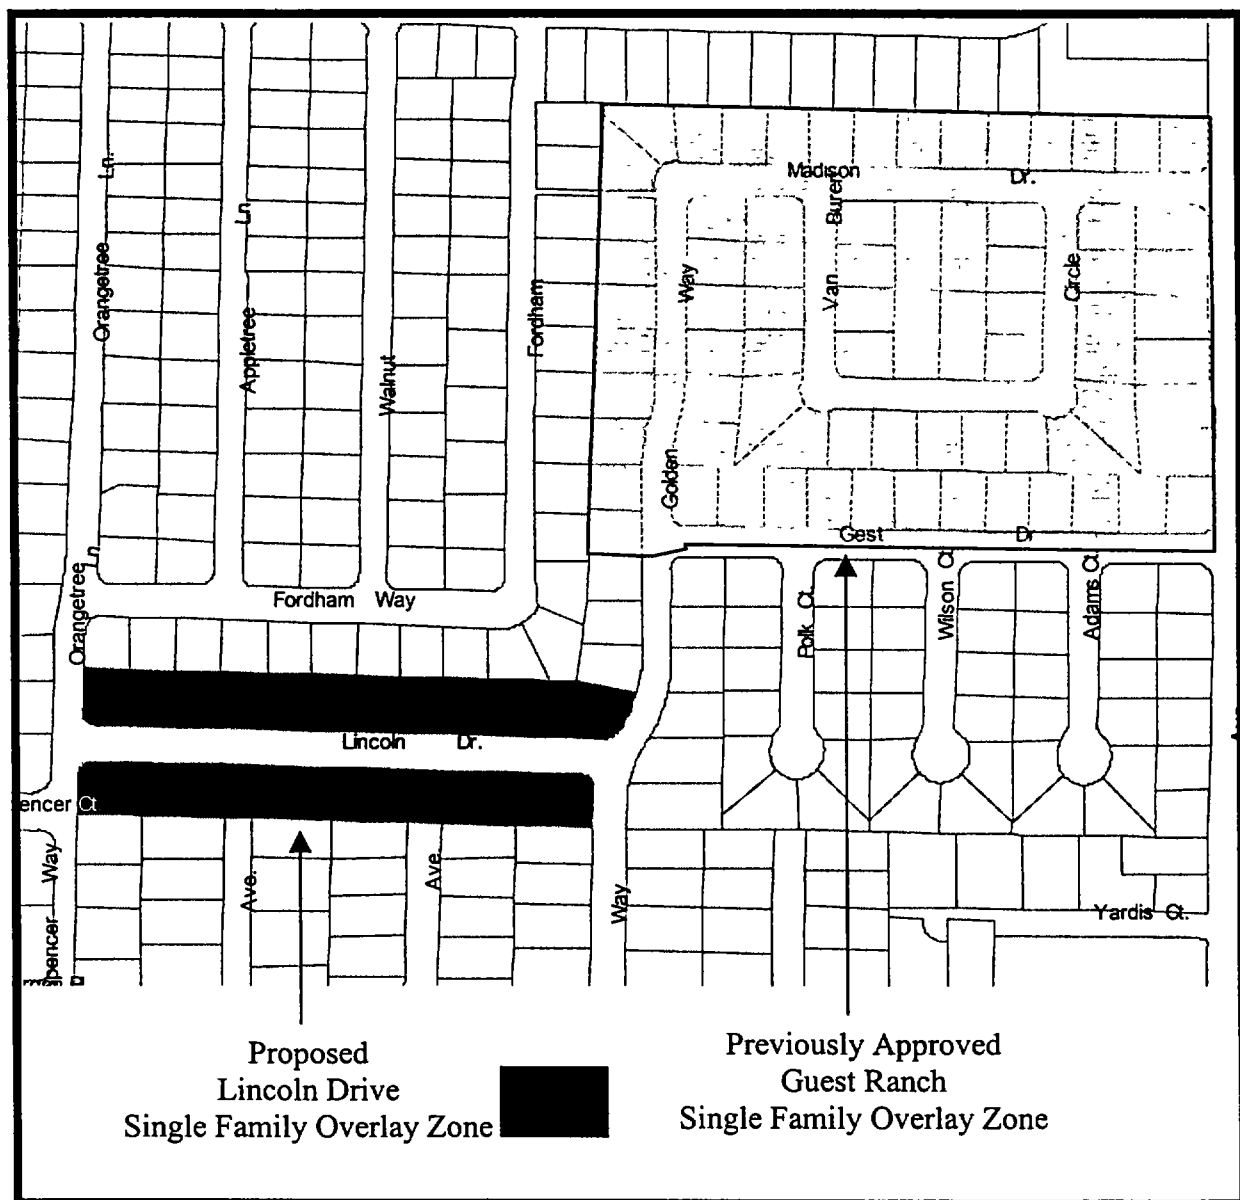 Madison Dr.
Van Buren
Circle
Way
Golden
Orangetree Ln.
Appletree Ln
Walnut
Fordham
Gest Dr
Orangetree Ln
Fordham Way
Polk Ct.
Wilson Ct
Adams Ct.
Lincoln Dr.
encer Ct
Way
Ave.
Ave
Way
Yardis Ct.
pencer
Proposed
Lincoln Drive
Single Family Overlay Zone
Previously Approved
Guest Ranch
Single Family Overlay Zone